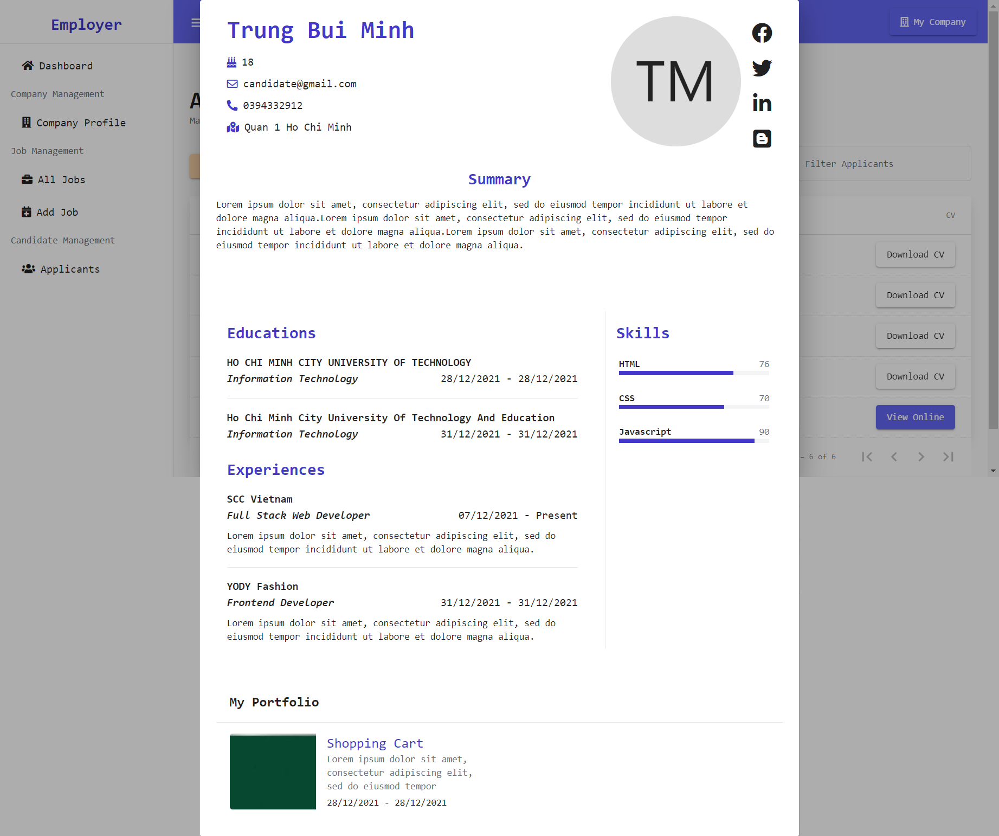 Employer
Dashboard
Company Management
Company Profile
Job Management
All Jobs
Add Job
Candidate Management
Applicants
My Company
A
Ma
Filter Applicants
CV
Download CV
Download CV
Download CV
Download CV
View Online
– 6 of 6
Trung Bui Minh
18
candidate@gmail.com
0394332912
Quan 1 Ho Chi Minh
TM
Summary
Lorem ipsum dolor sit amet, consectetur adipiscing elit, sed do eiusmod tempor incididunt ut labore et
dolore magna aliqua.Lorem ipsum dolor sit amet, consectetur adipiscing elit, sed do eiusmod tempor
incididunt ut labore et dolore magna aliqua.Lorem ipsum dolor sit amet, consectetur adipiscing elit, sed do
eiusmod tempor incididunt ut labore et dolore magna aliqua.
Educations
HO CHI MINH CITY UNIVERSITY OF TECHNOLOGY
Information Technology 28/12/2021 - 28/12/2021
Ho Chi Minh City University Of Technology And Education
Information Technology 31/12/2021 - 31/12/2021
Experiences
SCC Vietnam
Full Stack Web Developer 07/12/2021 - Present
Lorem ipsum dolor sit amet, consectetur adipiscing elit, sed do
eiusmod tempor incididunt ut labore et dolore magna aliqua.
YODY Fashion
Frontend Developer 31/12/2021 - 31/12/2021
Lorem ipsum dolor sit amet, consectetur adipiscing elit, sed do
eiusmod tempor incididunt ut labore et dolore magna aliqua.
Skills
HTML 76
CSS 70
Javascript 90
My Portfolio
Shopping Cart
Lorem ipsum dolor sit amet,
consectetur adipiscing elit,
sed do eiusmod tempor
28/12/2021 - 28/12/2021